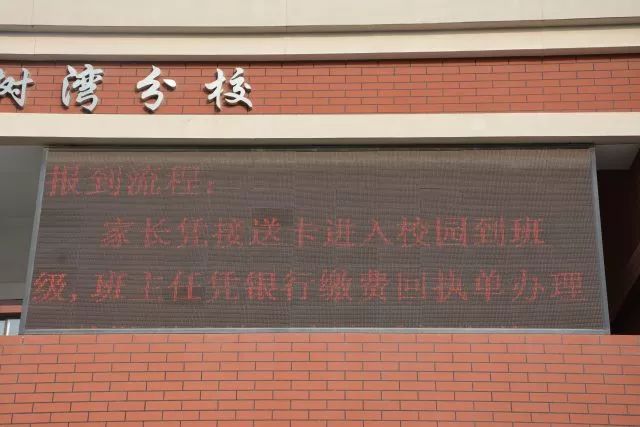 树湾分校
报到流程：
家长凭接送卡进入校园到班
级,班主任凭银行缴费回执单办理